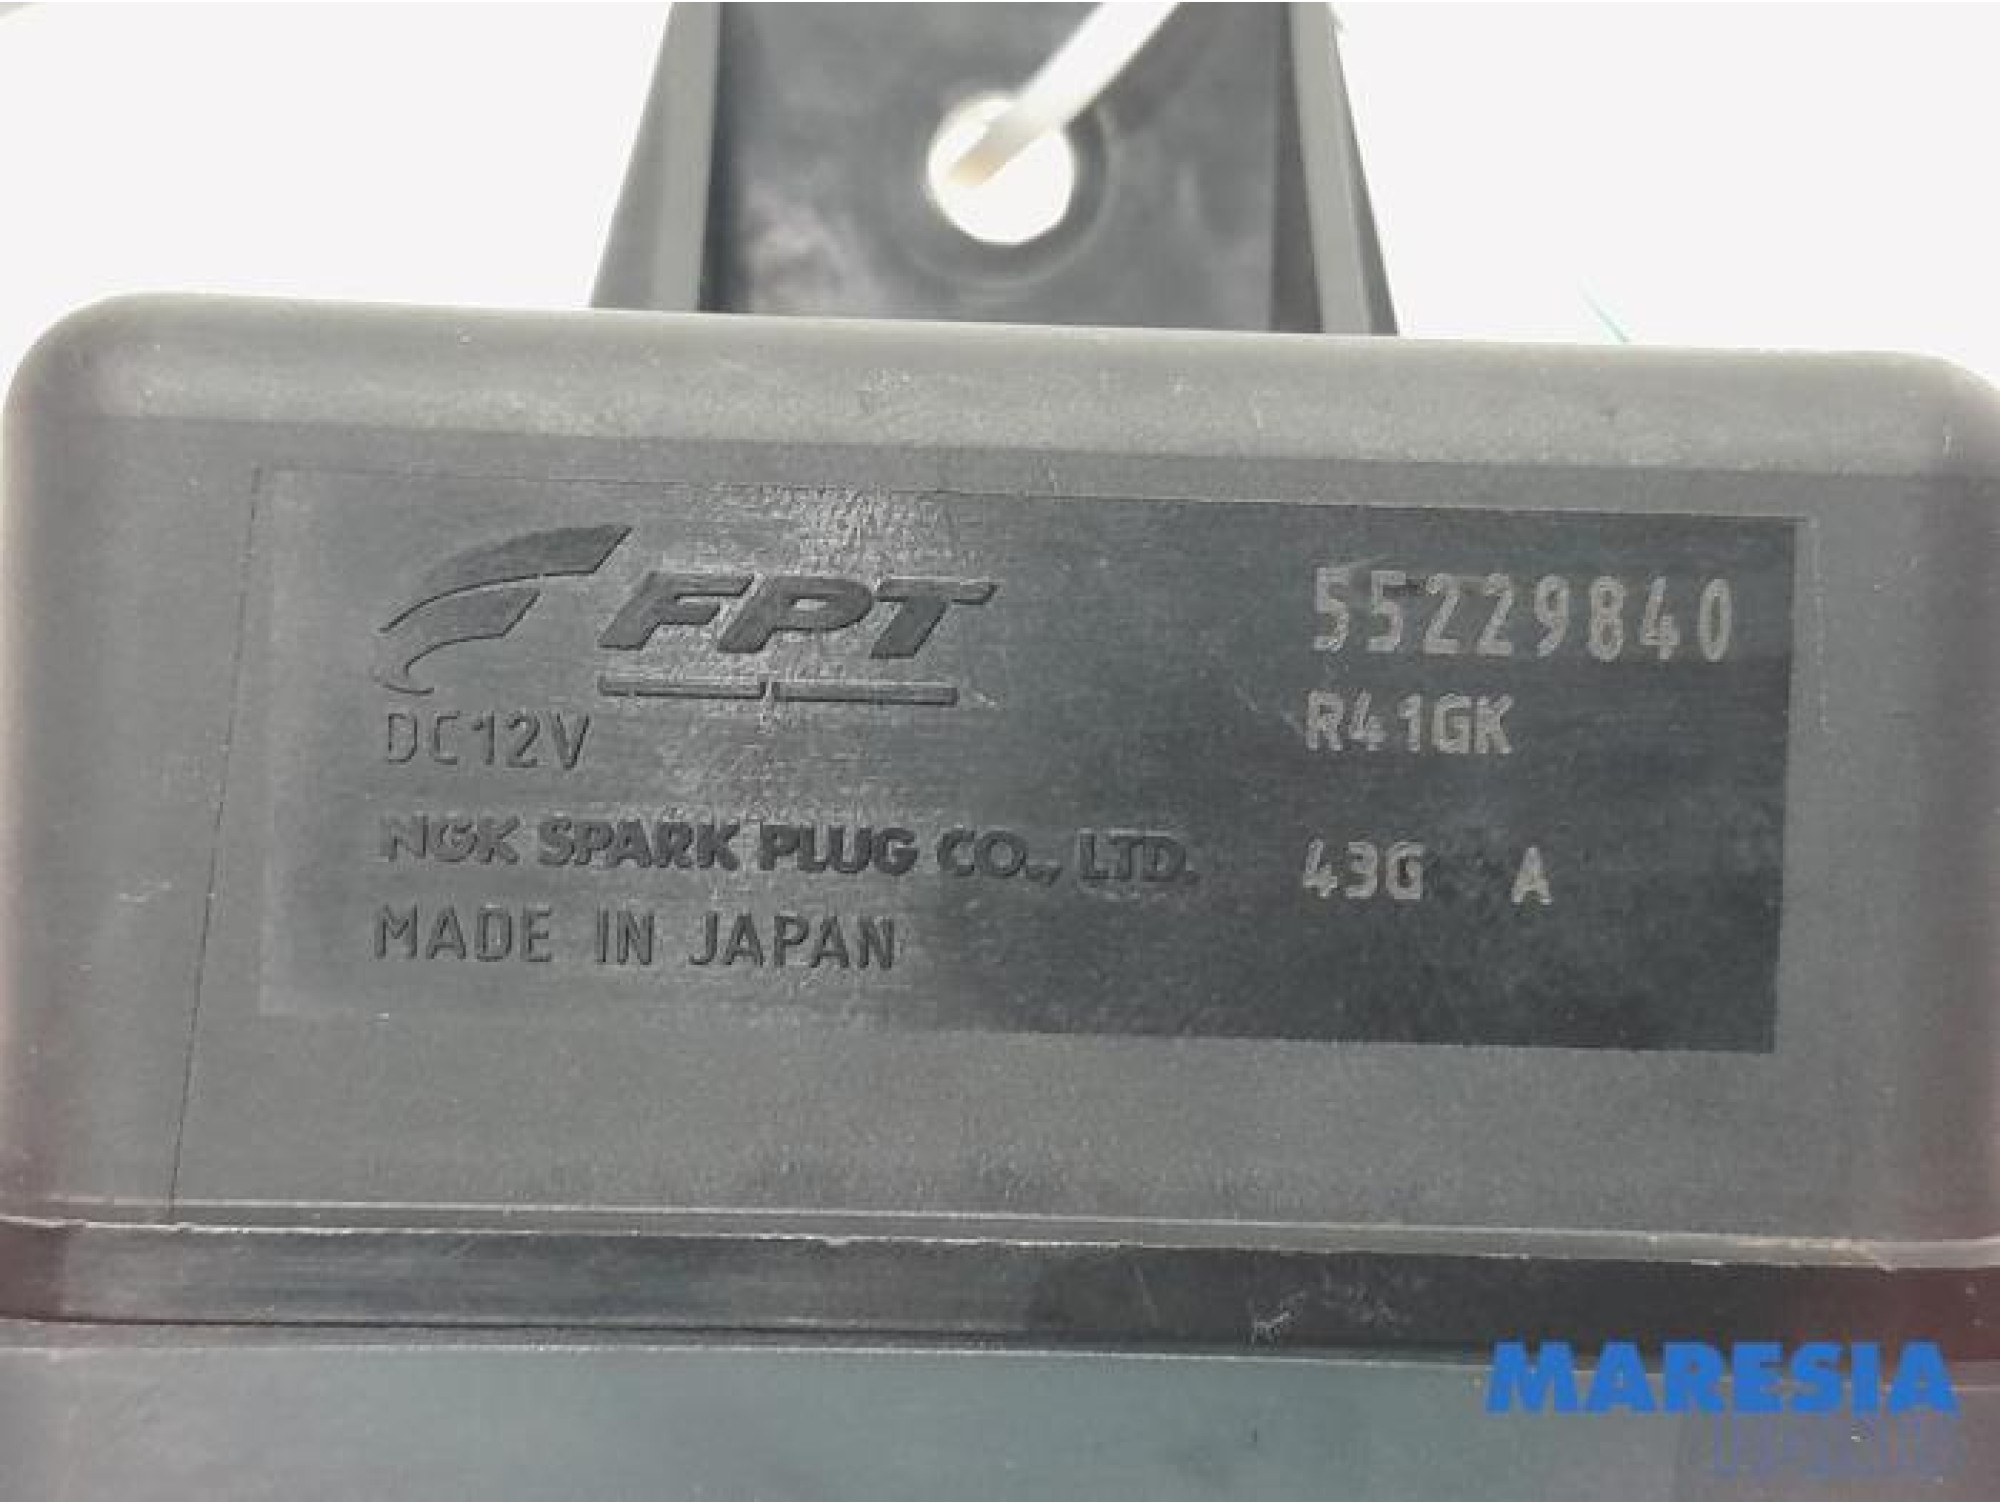 FPT
55229840
DC12V
R41GK
NGK SPARK PLUG CO., LTD.
43G A
MADE IN JAPAN
MARESIA